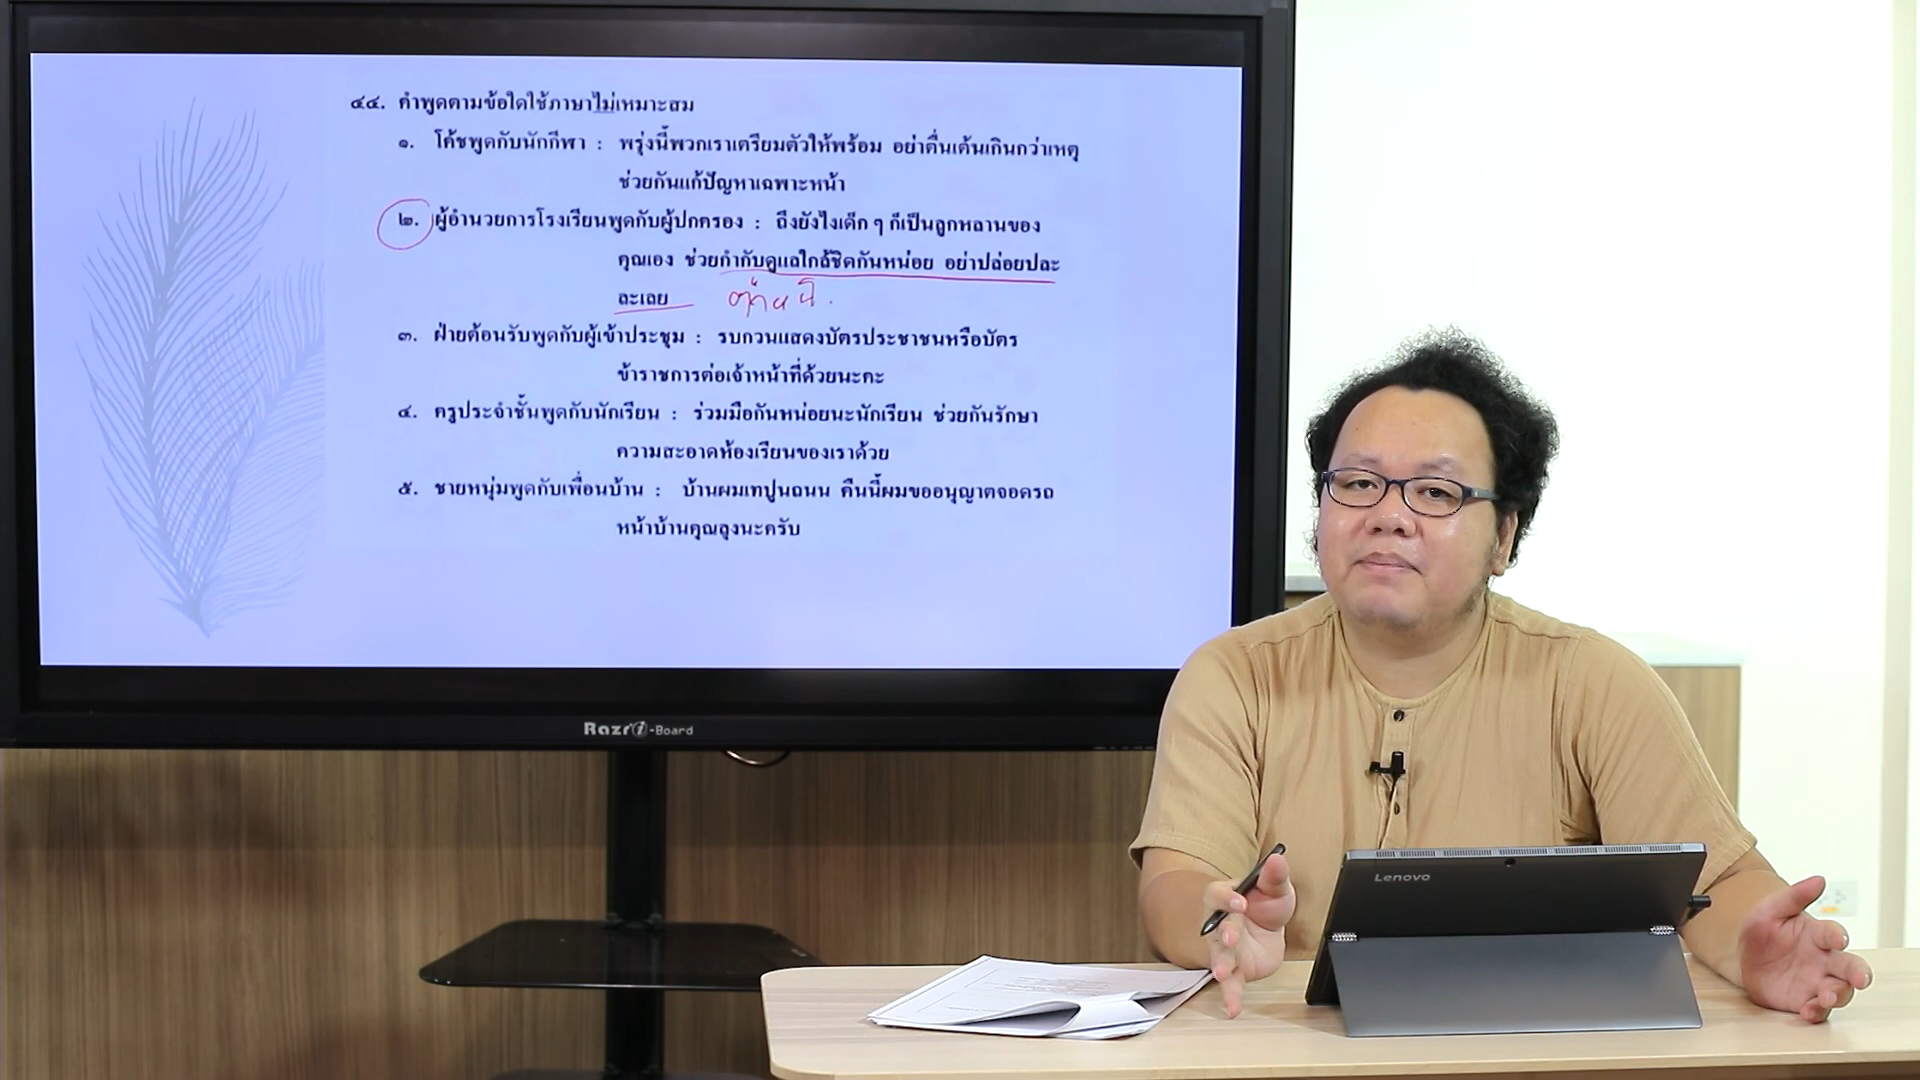 ๔๔. คำพูดตามข้อใดใช้ภาษาไม่เหมาะสม
๑. โค้ชพูดกับนักกีฬา : พรุ่งนี้พวกเราเตรียมตัวให้พร้อม อย่าตื่นเต้นเกินกว่าเหตุ
ช่วยกันแก้ปัญหาเฉพาะหน้า
๒. ผู้อำนวยการโรงเรียนพูดกับผู้ปกครอง : ถึงยังไงเด็ก ๆ ก็เป็นลูกหลานของ
คุณเอง ช่วยกำกับดูแลใกล้ชิดกันหน่อย อย่าปล่อยปละ
ละเลย ตำหนิ.
๓. ฝ่ายต้อนรับพูดกับผู้เข้าประชุม : รบกวนแสดงบัตรประชาชนหรือบัตร
ข้าราชการต่อเจ้าหน้าที่ด้วยนะคะ
๔. ครูประจำชั้นพูดกับนักเรียน : ร่วมมือกันหน่อยนะนักเรียน ช่วยกันรักษา
ความสะอาดห้องเรียนของเราด้วย
๕. ชายหนุ่มพูดกับเพื่อนบ้าน : บ้านผมเทปูนถนน คืนนี้ผมขออนุญาตจอดรถ
หน้าบ้านคุณลุงนะครับ
Razr i-Board
Lenovo